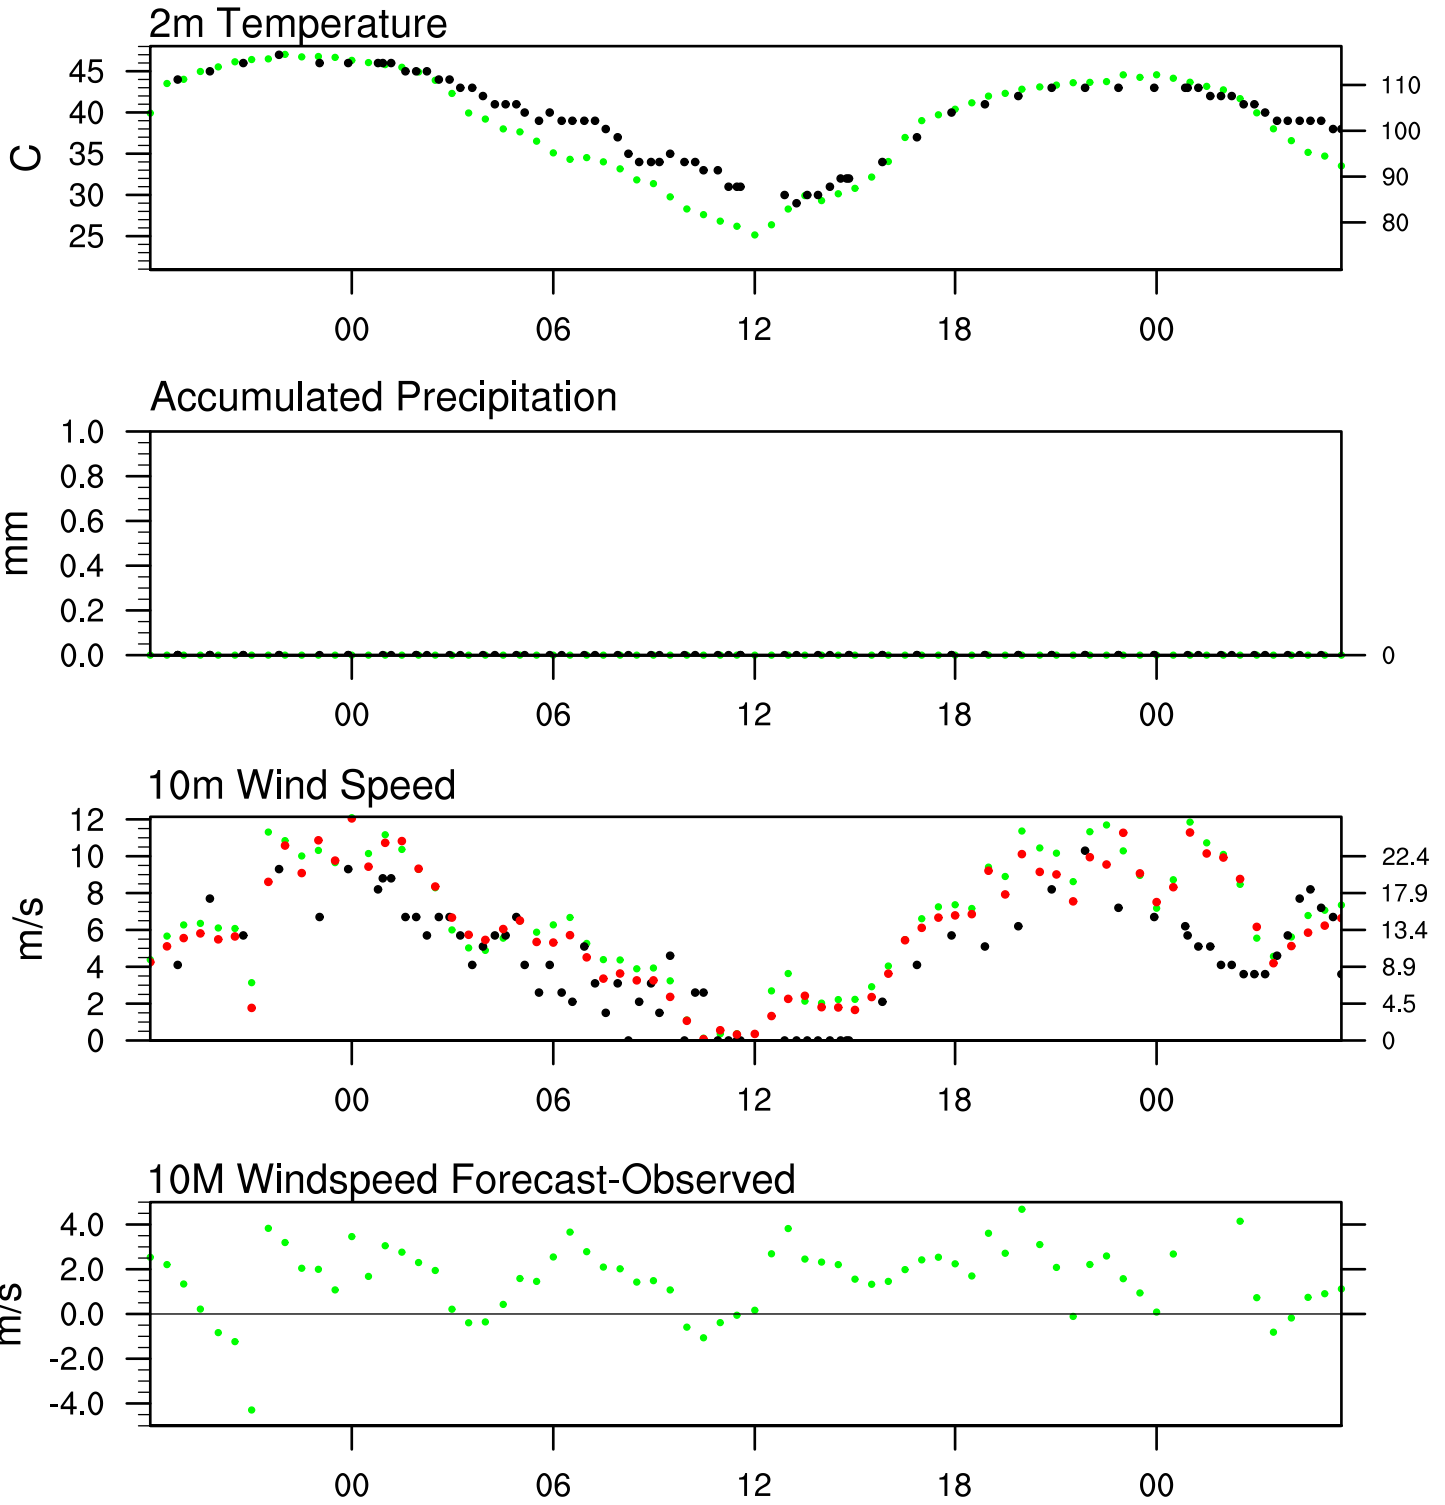 2m Temperature
45
40
35
30
25
C
110
100
90
80
00 06 12 18 00
Accumulated Precipitation
1.0
0.8
0.6
0.4
0.2
0.0
mm
0
00 06 12 18 00
10m Wind Speed
12
10
8
6
4
2
0
m/s
22.4
17.9
13.4
8.9
4.5
0
00 06 12 18 00
10M Windspeed Forecast-Observed
4.0
2.0
0.0
-2.0
-4.0
m/s
00 06 12 18 00